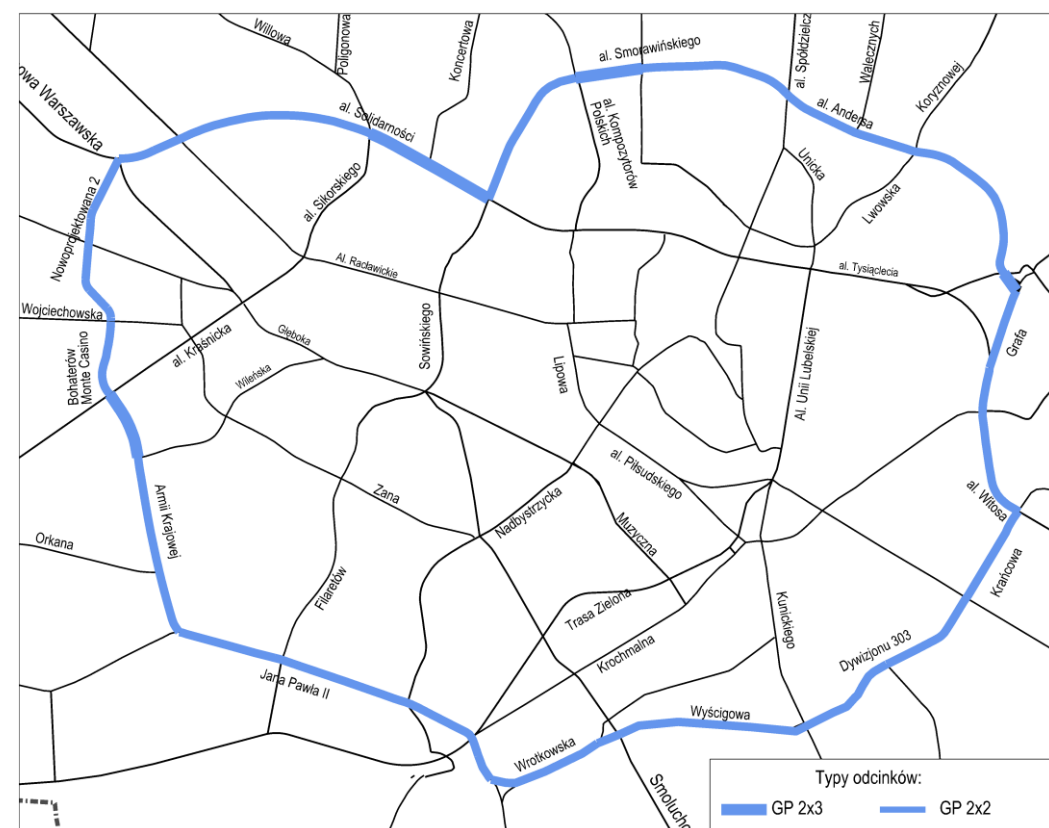 Willowa
Poligonowa
Koncertowa
al. Smorawińskiego
al. Spółdzielcz
Walecznych
Koryznowej
owa Warszawska
al. Solidarności
al. Kompozytorów
Polskich
al. Andersa
Unicka
Lwowska
al. Sikorskiego
Nowoprojektowana 2
Al. Racławickie
al. Tysiąclecia
Wojciechowska
al. Kraśnicka
Głęboka
Sowińskiego
Grafa
Bohaterów
Monte Casino
Wileńska
Lipowa
Al. Unii Lubelskiej
al. Piłsudskiego
Zana
Nadbystrzycka
al. Witosa
Armii Krajowej
Muzyczna
Orkana
Filaretów
Krańcowa
Trasa Zielona
Kunickiego
Krochmalna
Dywizjonu 303
Jana Pawła II
Wyścigowa
Wrotkowska
Smoluchow
Typy odcinków:
GP 2x3
GP 2x2